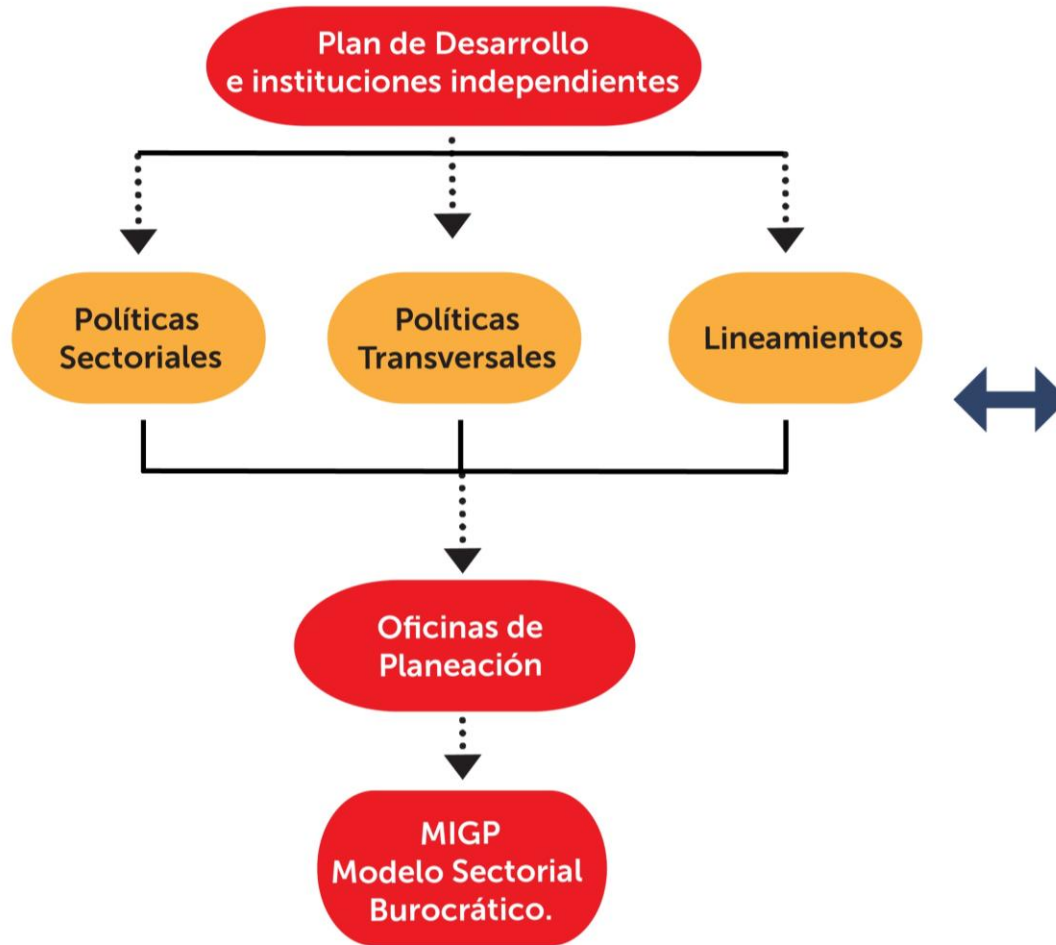 Plan de Desarrollo
e instituciones independientes
Políticas
Sectoriales
Políticas
Transversales
Lineamientos
Oficinas de
Planeación
MIGP
Modelo Sectorial
Burocrático.